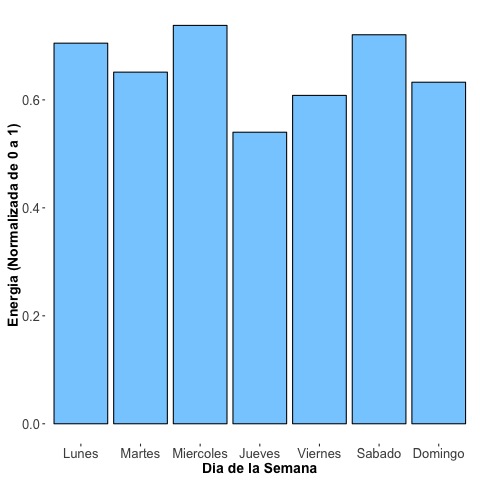 Energia (Normalizada de 0 a 1)
0.6
0.4
0.2
0.0
Lunes Martes Miercoles Jueves Viernes Sabado Domingo
Dia de la Semana